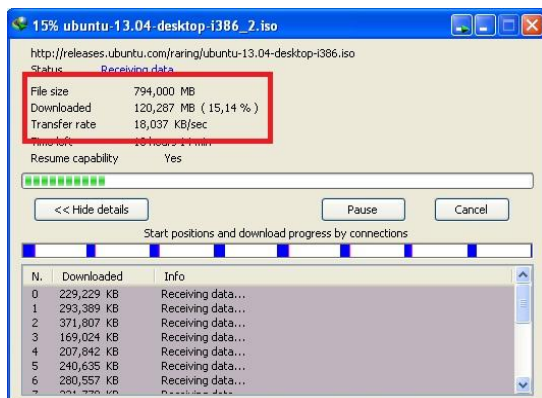 15% ubuntu-13.04-desktop-i386_2.iso
http://releases.ubuntu.com/raring/ubuntu-13.04-desktop-i386.iso
Status Receiving data...
File size 794,000 MB
Downloaded 120,287 MB ( 15,14 % )
Transfer rate 18,037 KB/sec
Time left
Resume capability Yes
<< Hide details Pause Cancel
Start positions and download progress by connections
N. Downloaded Info
0 229,229 KB Receiving data...
1 293,389 KB Receiving data...
2 371,807 KB Receiving data...
3 169,024 KB Receiving data...
4 207,842 KB Receiving data...
5 240,635 KB Receiving data...
6 280,557 KB Receiving data...